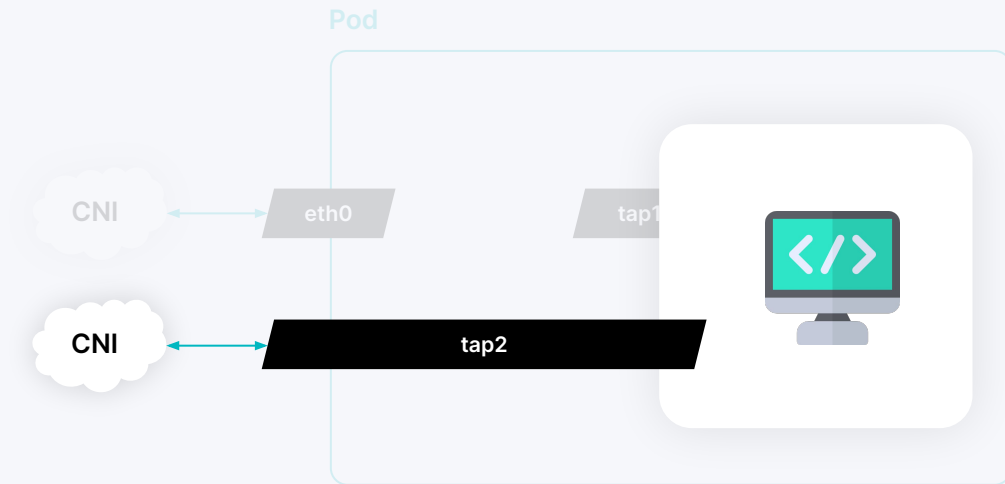 Pod
CNI
eth0
tap1
CNI
tap2